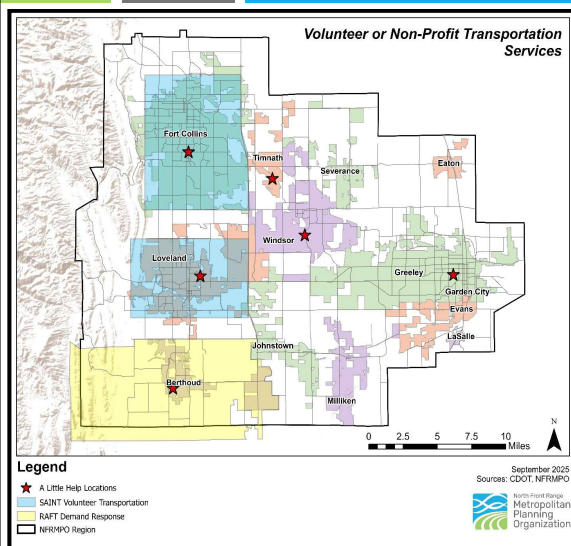 Volunteer or Non-Profit Transportation
Services
Fort Collins
Timnath
Severance
Eaton
Windsor
Loveland
Greeley
Garden City
Evans
LaSalle
Johnstown
Berthoud
Milliken
N
0 2.5 5 7.5 10
Miles
Legend
A Little Help Locations
SAINT Volunteer Transportation
RAFT Demand Response
NFRMPO Region
September 2025
Sources: CDOT, NFRMPO
North Front Range
Metropolitan
Planning
Organization